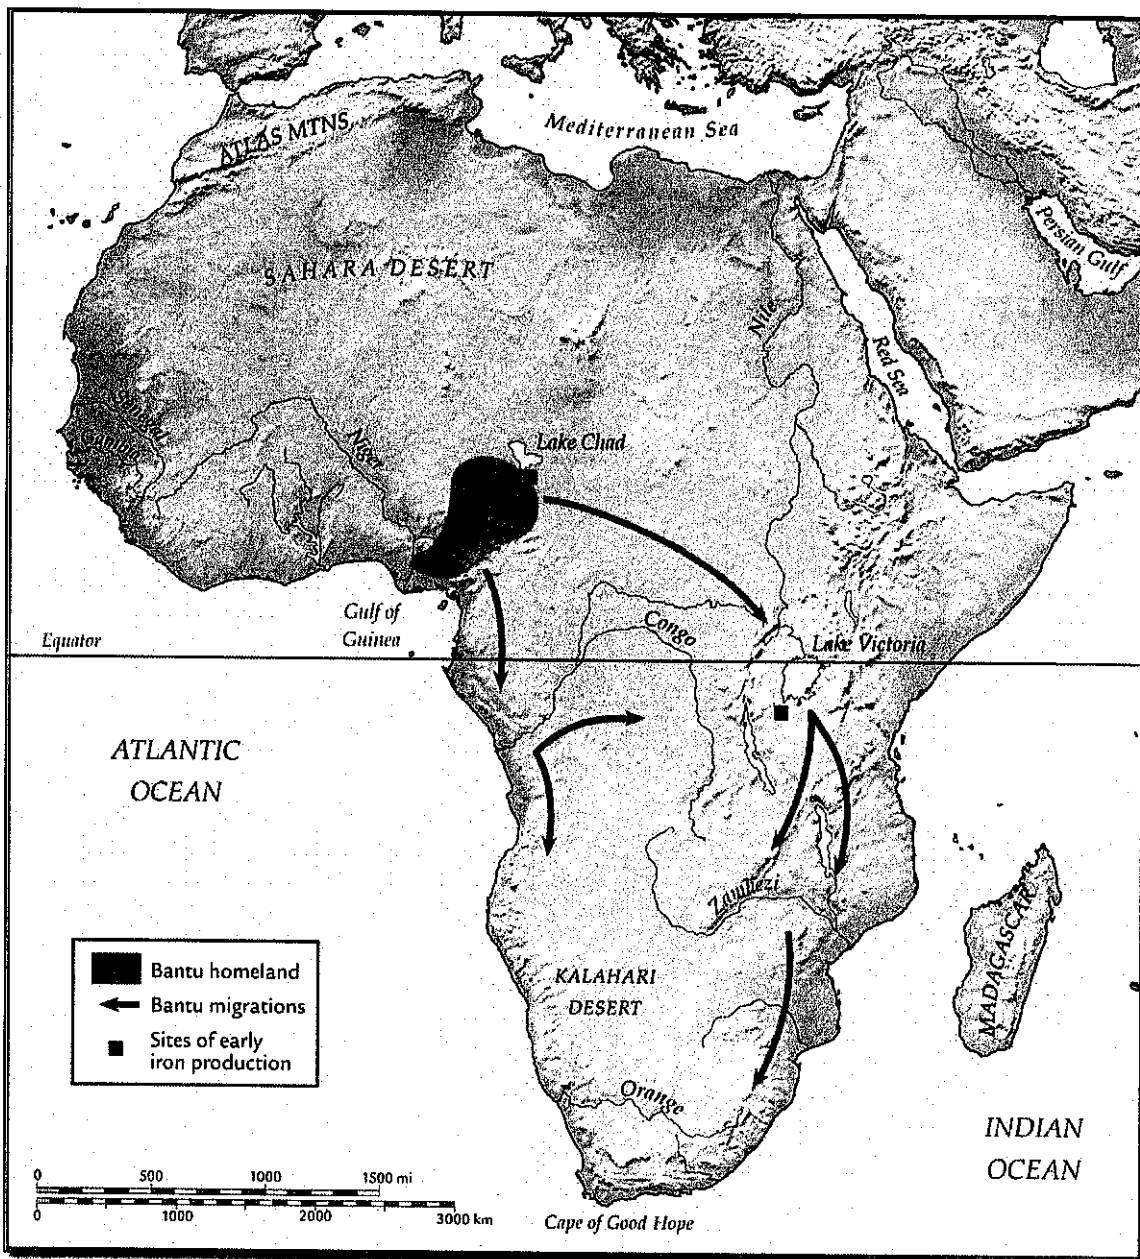 ATLAS MTNS
Mediterranean Sea
Persian Gulf
SAHARA DESERT
Nile
Red Sea
Senegal
Gambia
Niger
Lake Chad
Gulf of
Guinea
Equator
Congo
Lake Victoria
ATLANTIC
OCEAN
Zambezi
MADAGASCAR
KALAHARI
DESERT
Bantu homeland
Bantu migrations
Sites of early
iron production
Orange
INDIAN
OCEAN
0 500 1000 1500 mi
0 1000 2000 3000 km
Cape of Good Hope